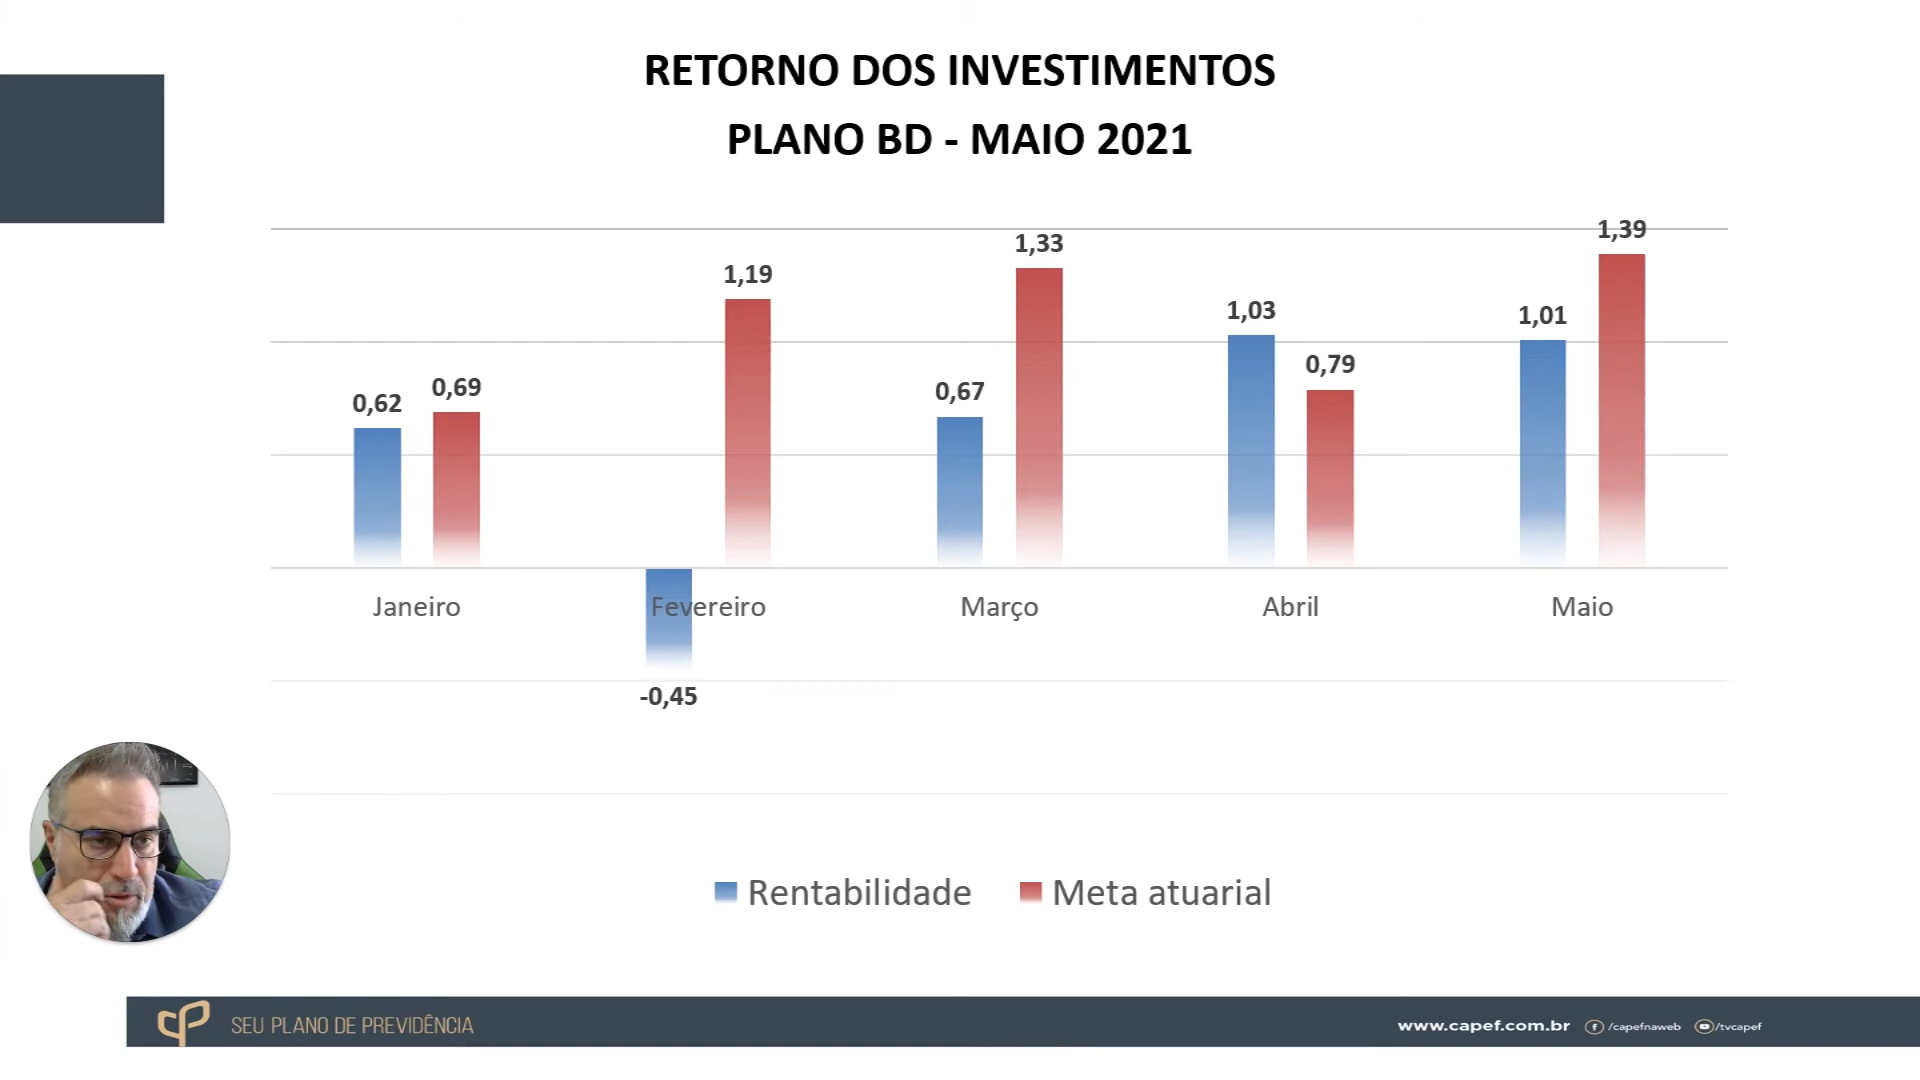 RETORNO DOS INVESTIMENTOS
PLANO BD - MAIO 2021
0,62
0,69
-0,45
1,19
0,67
1,33
1,03
0,79
1,01
1,39
Janeiro
Fevereiro
Março
Abril
Maio
Rentabilidade
Meta atuarial
SEU PLANO DE PREVIDÊNCIA
www.capef.com.br /capefnaweb /tvcapef